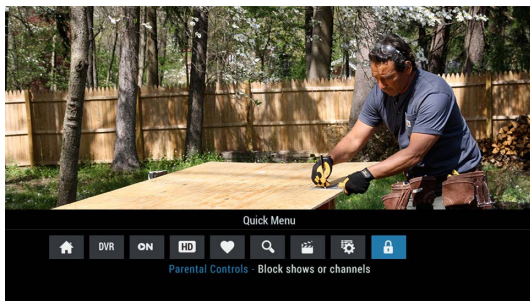 Quick Menu
DVR ON HD
Parental Controls - Block shows or channels